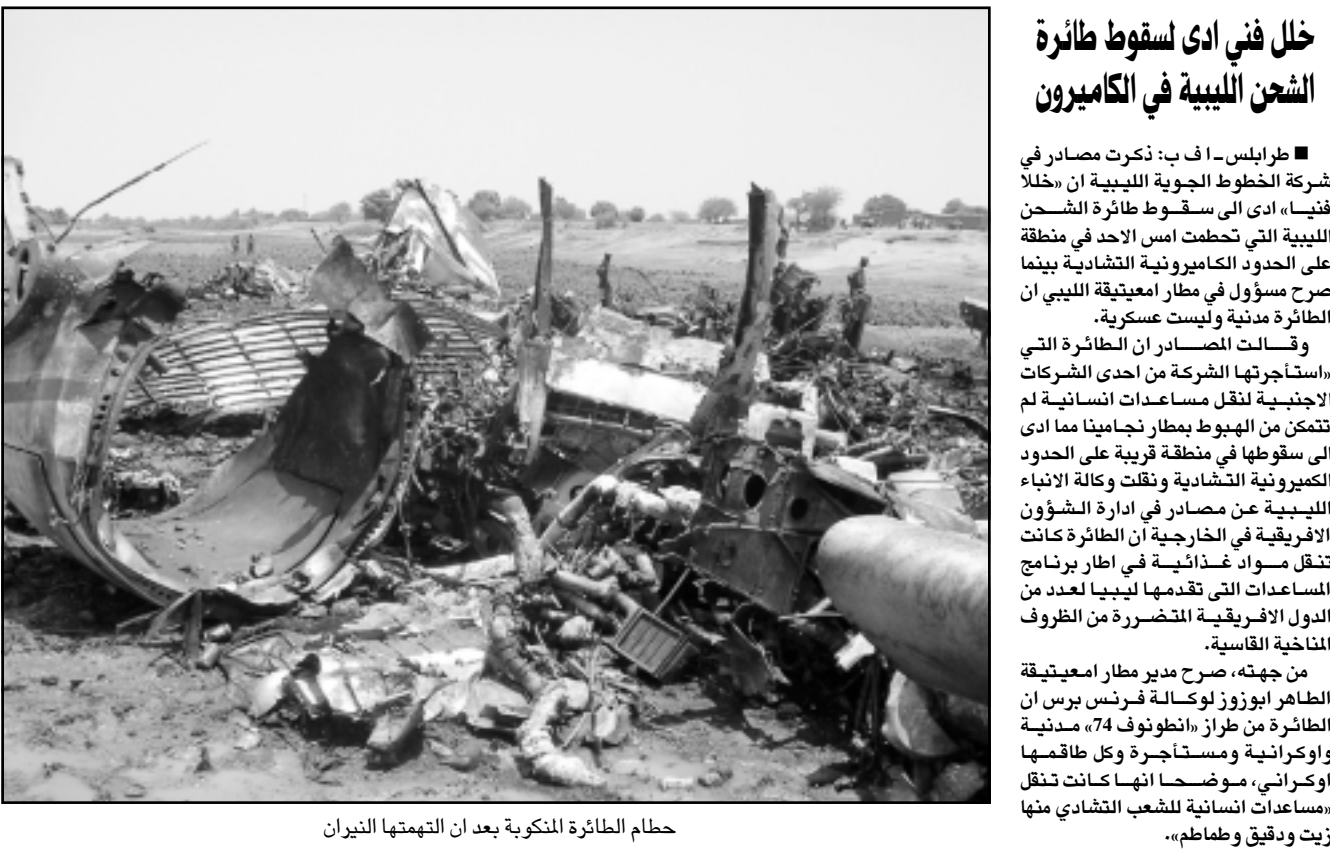 خلل فني ادى لسقوط طائرة
الشحن الليبية في الكاميرون
■ طرابلس ـ ا ف ب: ذكرت مصادر في
شركة الخطوط الجوية الليبية ان «خللا
فنيا» ادى الى سقوط طائرة الشحن
الليبية التي تحطمت امس الاحد في منطقة
على الحدود الكاميرونية التشادية بينما
صرح مسؤول في مطار امعيتيقة الليبي ان
الطائرة مدنية وليست عسكرية.
وقالت المصادر ان الطائرة التي
«استأجرتها الشركة من احدى الشركات
الاجنبية لنقل مساعدات انسانية لم
تتمكن من الهبوط بمطار نجامينا مما ادى
الى سقوطها في منطقة قريبة على الحدود
الكميرونية التشادية ونقلت وكالة الانباء
الليبية عن مصادر في ادارة الشؤون
الافريقية في الخارجية ان الطائرة كانت
تنقل مواد غذائية في اطار برنامج
المساعدات التى تقدمها ليبيا لعدد من
الدول الافريقية المتضررة من الظروف
المناخية القاسية.
من جهته، صرح مدير مطار امعيتيقة
الطاهر ابوزوز لوكالة فرنس برس ان
الطائرة من طراز «انطونوف 74» مدنية
واوكرانية ومستأجرة وكل طاقمها
اوكراني، موضحا انها كانت تنقل
«مساعدات انسانية للشعب التشادي منها
زيت ودقيق وطماطم».
حطام الطائرة المنكوبة بعد ان التهمتها النيران